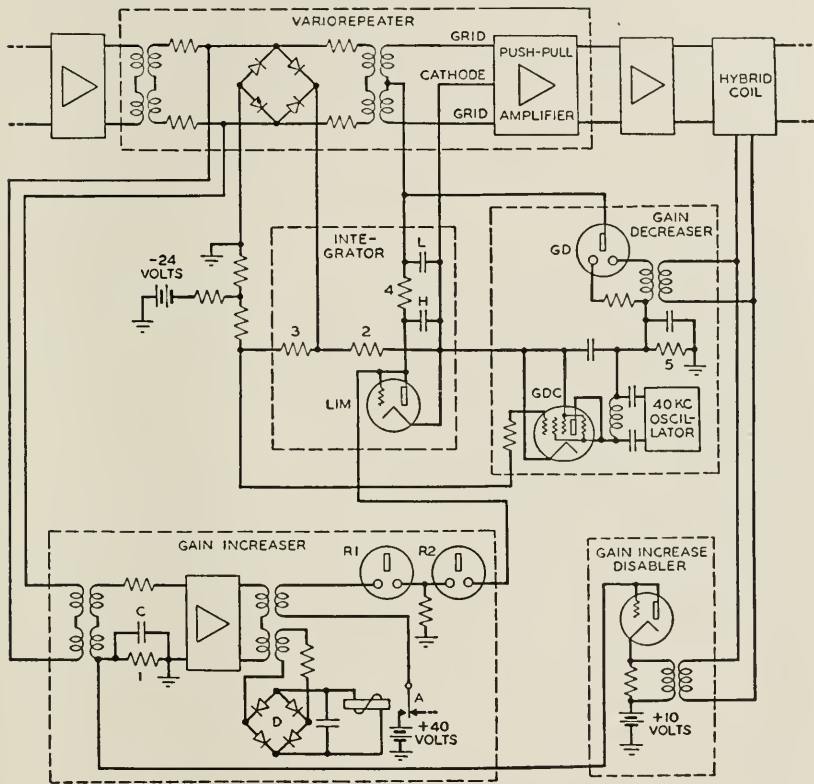 VARIOREPEATER
GRID
CATHODE
GRID
PUSH-PULL
AMPLIFIER
HYBRID
COIL
-24
VOLTS
INTE-
GRATOR
L
4
H
3
2
LIM
GAIN
DECREASER
GD
5
GDC
40 KC
OSCIL-
LATOR
GAIN INCREASER
R1
R2
C
1
D
A
+40
VOLTS
GAIN INCREASE
DISABLER
+10
VOLTS